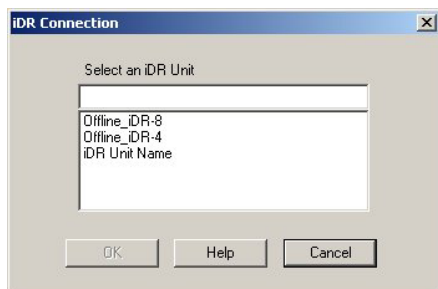 iDR Connection
Select an iDR Unit
Offline_iDR-8
Offline_iDR-4
iDR Unit Name
OK
Help
Cancel